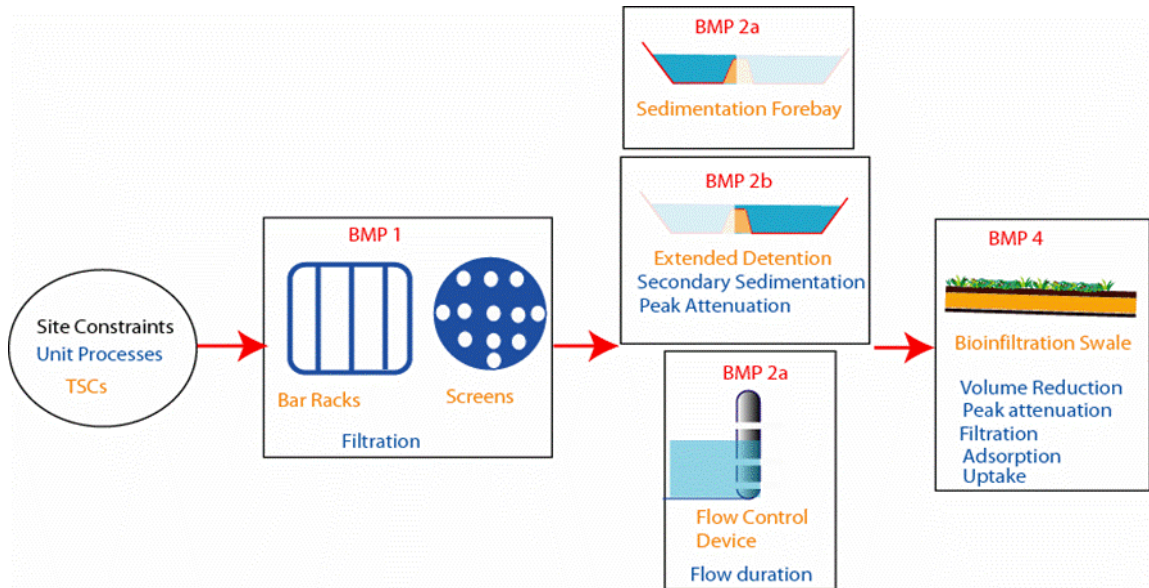 Site Constraints
Unit Processes
TSCs
BMP 1
Bar Racks
Screens
Filtration
BMP 2a
Sedimentation Forebay
BMP 2b
Extended Detention
Secondary Sedimentation
Peak Attenuation
BMP 2a
Flow Control
Device
Flow duration
BMP 4
Bioinfiltration Swale
Volume Reduction
Peak attenuation
Filtration
Adsorption
Uptake